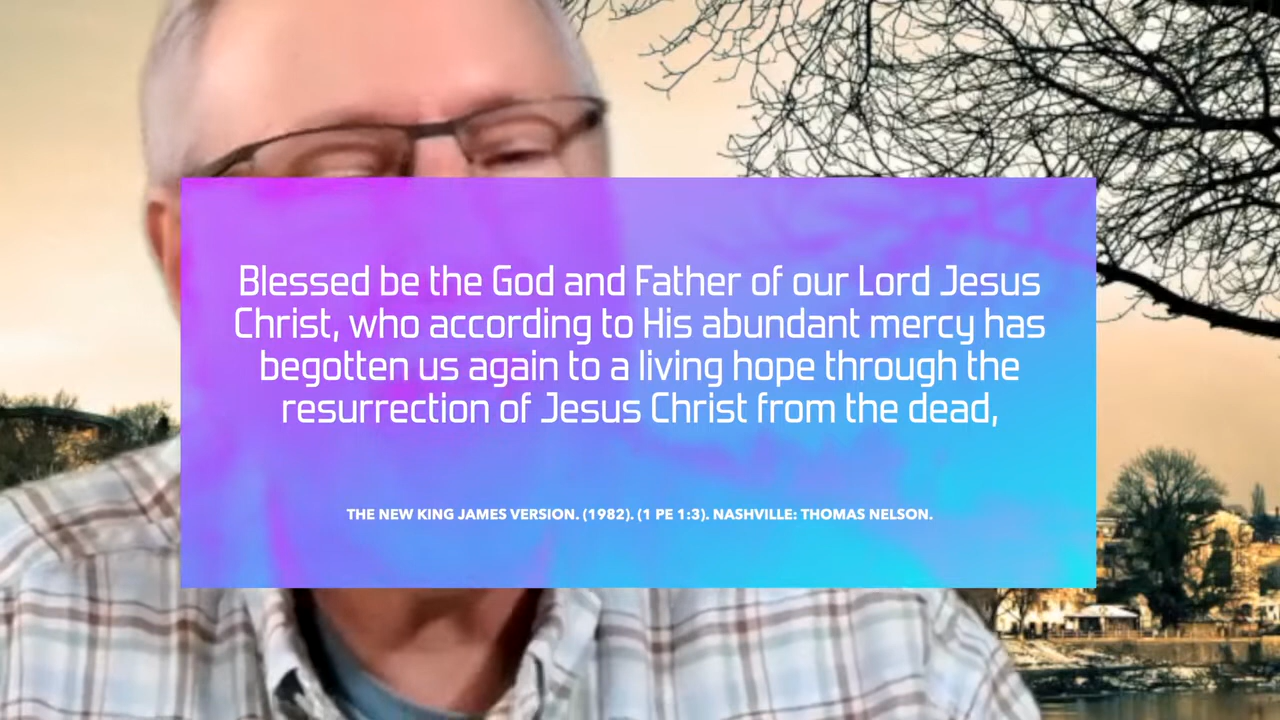 Blessed be the God and Father of our Lord Jesus
Christ, who according to His abundant mercy has
begotten us again to a living hope through the
resurrection of Jesus Christ from the dead,
THE NEW KING JAMES VERSION. (1982). (1 PE 1:3). NASHVILLE: THOMAS NELSON.